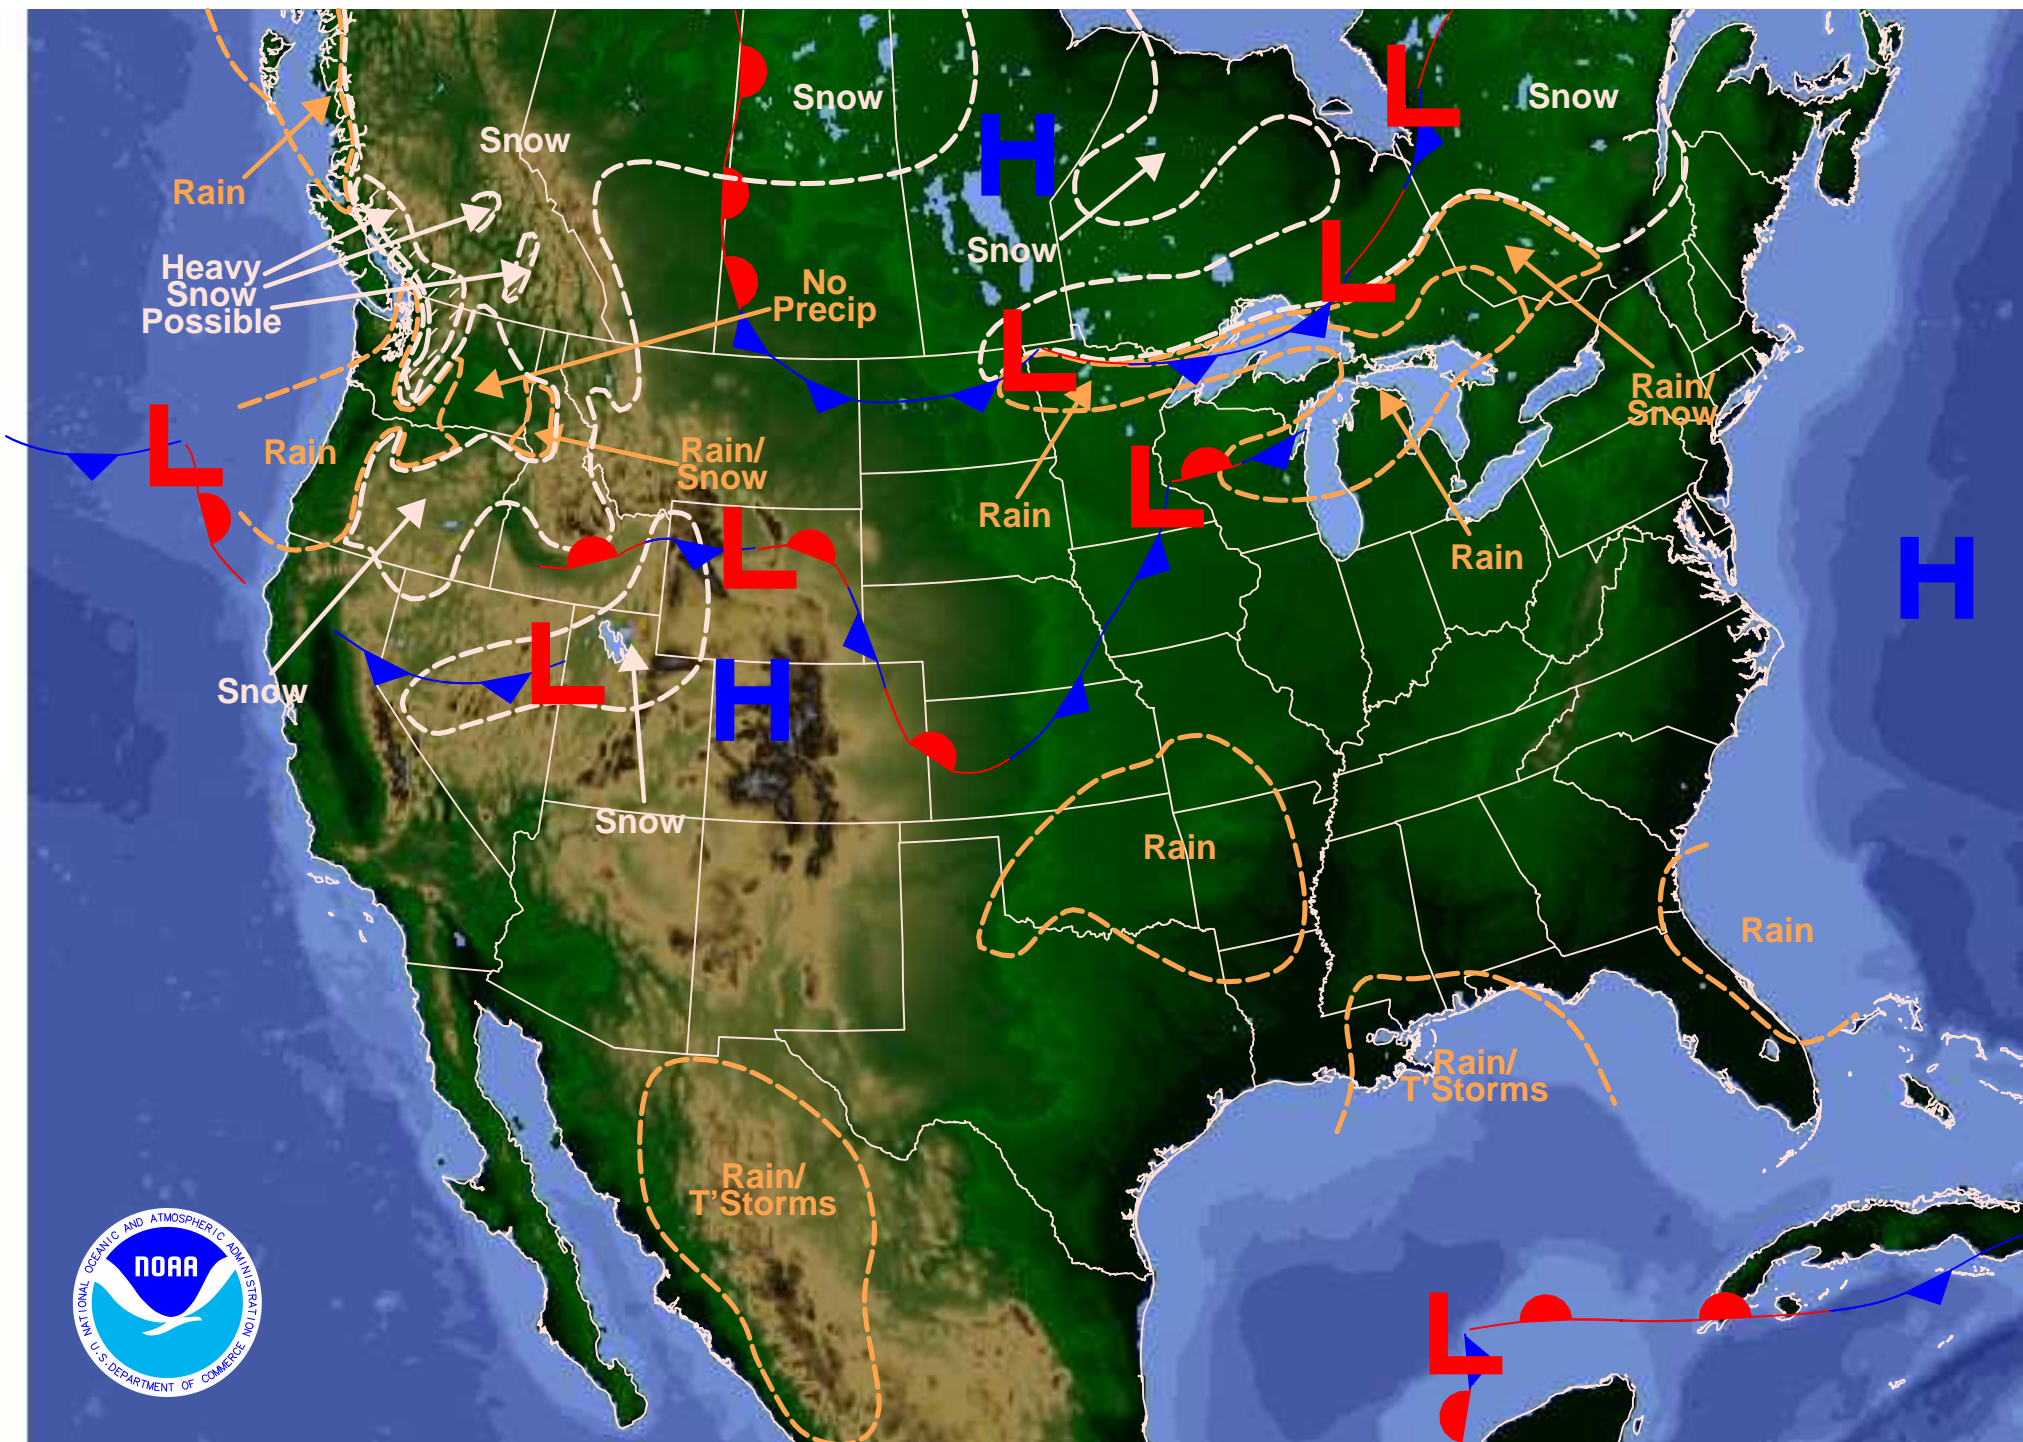 Snow
Snow
Snow
H
L
Rain
Snow
Heavy
Snow
Possible
No
Precip
L
L
Rain/
Snow
L
Rain
Rain/
Snow
L
Rain
Rain
L
L
H
Snow
L
H
Snow
Rain
Rain
Rain/
T'Storms
Rain/
T'Storms
L
NATIONAL OCEANIC AND ATMOSPHERIC ADMINISTRATION
NOAA
U.S. DEPARTMENT OF COMMERCE